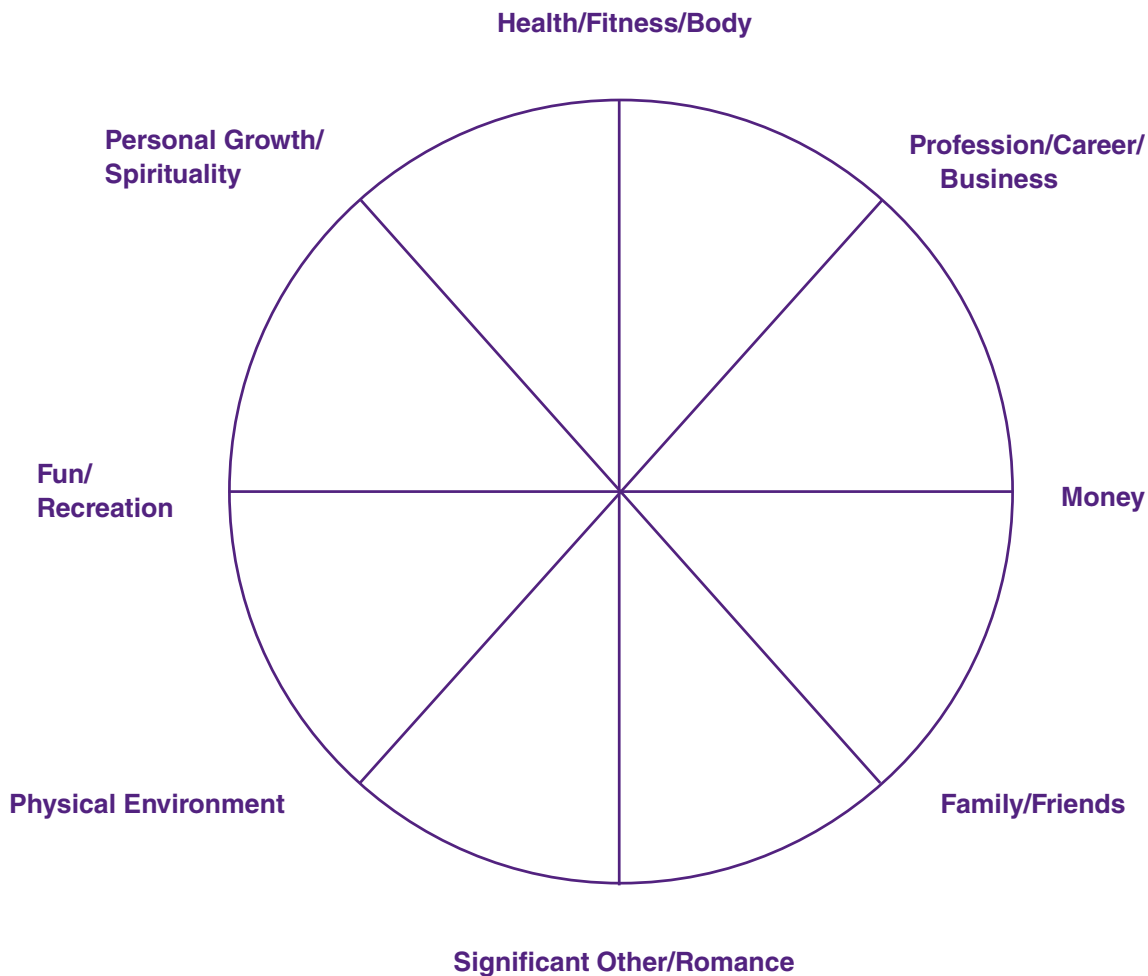 Health/Fitness/Body
Personal Growth/
Spirituality
Profession/Career/
Business
Fun/
Recreation
Money
Physical Environment
Family/Friends
Significant Other/Romance